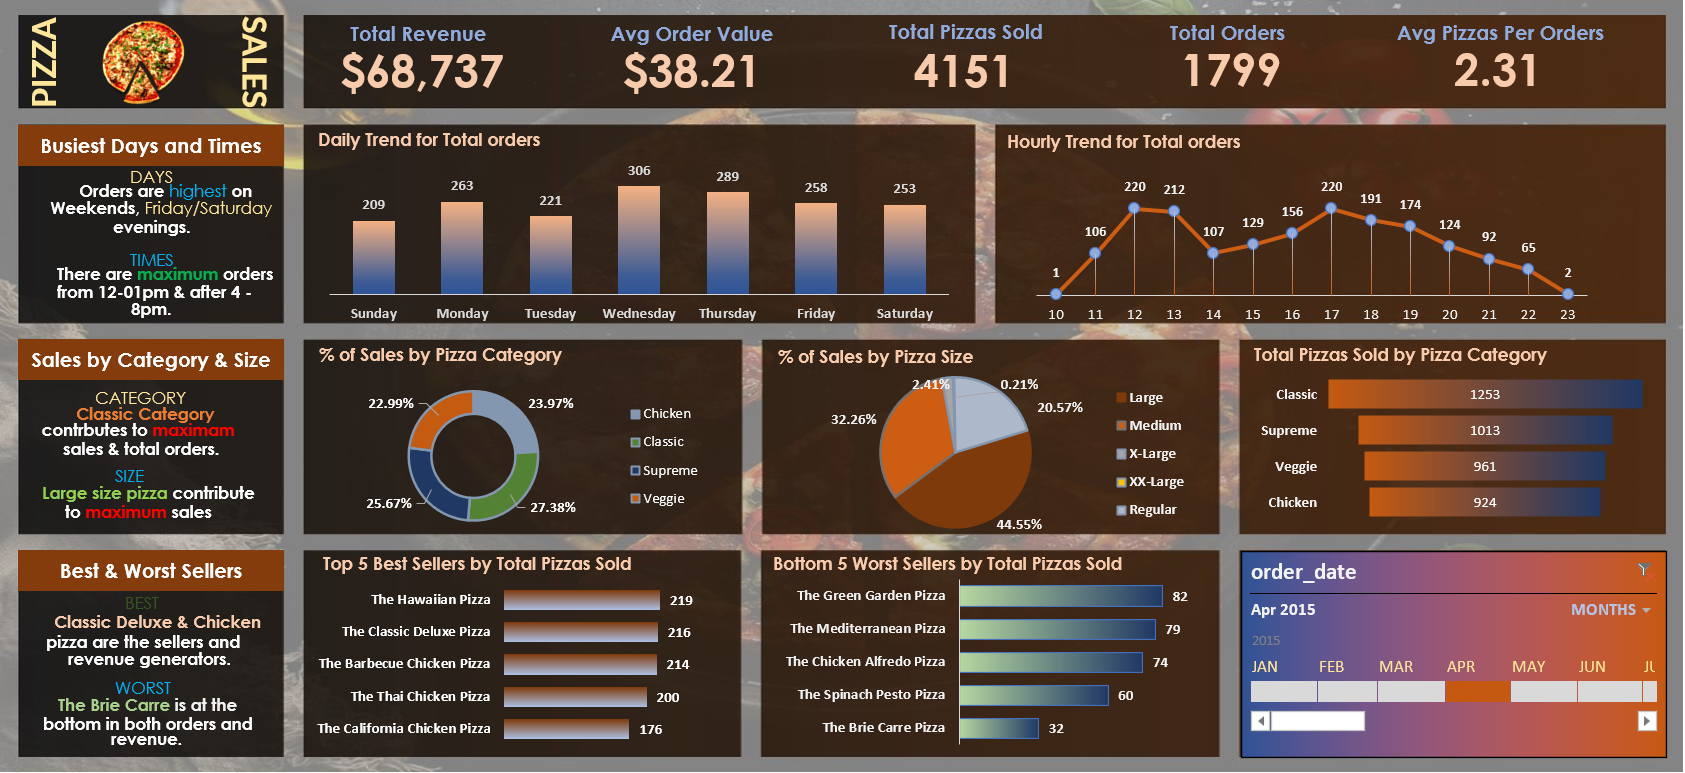 PIZZA
SALES
Total Revenue
$68,737
Avg Order Value
$38.21
Total Pizzas Sold
4151
Total Orders
1799
Avg Pizzas Per Orders
2.31
Busiest Days and Times
DAYS
Orders are highest on
Weekends, Friday/Saturday
evenings.
TIMES
There are maximum orders
from 12-01pm & after 4 -
8pm.
Daily Trend for Total orders
209
263
221
306
289
258
253
Sunday
Monday
Tuesday
Wednesday
Thursday
Friday
Saturday
Hourly Trend for Total orders
1
106
220
212
107
129
156
220
191
174
124
92
65
2
10
11
12
13
14
15
16
17
18
19
20
21
22
23
Sales by Category & Size
CATEGORY
Classic Category
contrbutes to maximam
sales & total orders.
SIZE
Large size pizza contribute
to maximum sales
% of Sales by Pizza Category
22.99%
23.97%
25.67%
27.38%
Chicken
Classic
Supreme
Veggie
% of Sales by Pizza Size
2.41%
0.21%
20.57%
32.26%
44.55%
Large
Medium
X-Large
XX-Large
Regular
Total Pizzas Sold by Pizza Category
Classic
1253
Supreme
1013
Veggie
961
Chicken
924
Best & Worst Sellers
BEST
Classic Deluxe & Chicken
pizza are the sellers and
revenue generators.
WORST
The Brie Carre is at the
bottom in both orders and
revenue.
Top 5 Best Sellers by Total Pizzas Sold
The Hawaiian Pizza
219
The Classic Deluxe Pizza
216
The Barbecue Chicken Pizza
214
The Thai Chicken Pizza
200
The California Chicken Pizza
176
Bottom 5 Worst Sellers by Total Pizzas Sold
The Green Garden Pizza
82
The Mediterranean Pizza
79
The Chicken Alfredo Pizza
74
The Spinach Pesto Pizza
60
The Brie Carre Pizza
32
order_date
Apr 2015
MONTHS
2015
JAN
FEB
MAR
APR
MAY
JUN